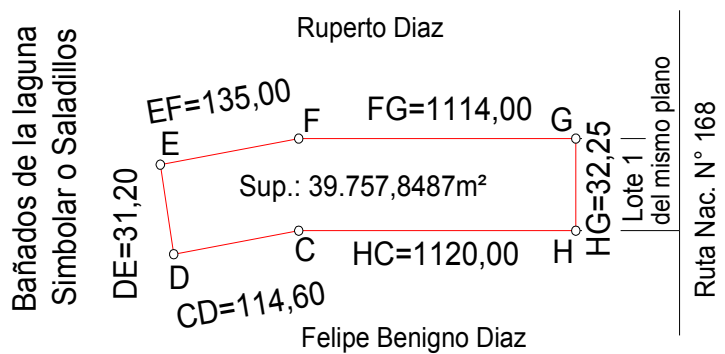 Ruperto Diaz
Bañados de la laguna
Simbolar o Saladillos
EF=135,00
F
FG=1114,00
G
E
Sup.: 39.757,8487m²
DE=31,20
HG=32,25
Lote 1
del mismo plano
Ruta Nac. N° 168
D
C
HC=1120,00
H
CD=114,60
Felipe Benigno Diaz